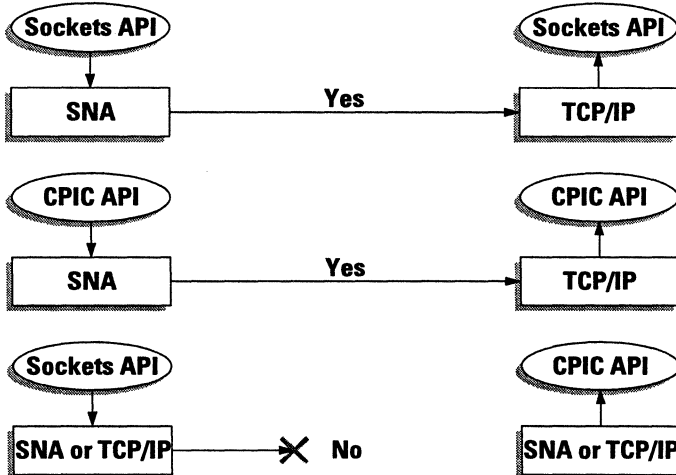 Sockets API Sockets API
SNA Yes TCP/IP
CPIC API CPIC API
SNA Yes TCP/IP
Sockets API CPIC API
SNA or TCP/IP No SNA or TCP/IP